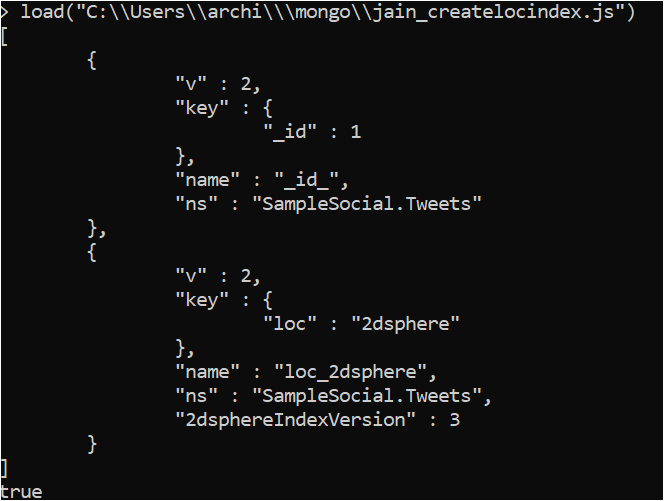 > load("C:\\Users\\archi\\\mongo\\jain_createlocindex.js")
[
        {
                "v" : 2,
                "key" : {
                        "_id" : 1
                },
                "name" : "_id_",
                "ns" : "SampleSocial.Tweets"
        },
        {
                "v" : 2,
                "key" : {
                        "loc" : "2dsphere"
                },
                "name" : "loc_2dsphere",
                "ns" : "SampleSocial.Tweets",
                "2dsphereIndexVersion" : 3
        }
]
true